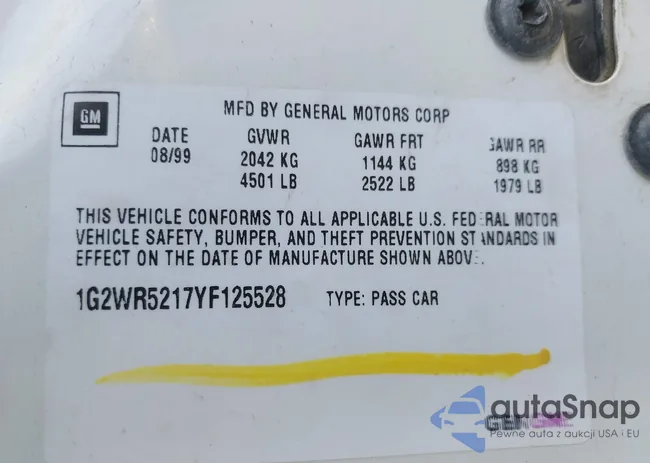 GM
MFD BY GENERAL MOTORS CORP
DATE GVWR GAWR FRT GAWR RR
08/99 2042 KG 1144 KG 898 KG
4501 LB 2522 LB 1979 LB
THIS VEHICLE CONFORMS TO ALL APPLICABLE U.S. FEDERAL MOTOR
VEHICLE SAFETY, BUMPER, AND THEFT PREVENTION STANDARDS IN
EFFECT ON THE DATE OF MANUFACTURE SHOWN ABOVE.
1G2WR5217YF125528 TYPE: PASS CAR
autoSnap
Pewne auta z aukcji USA i EU